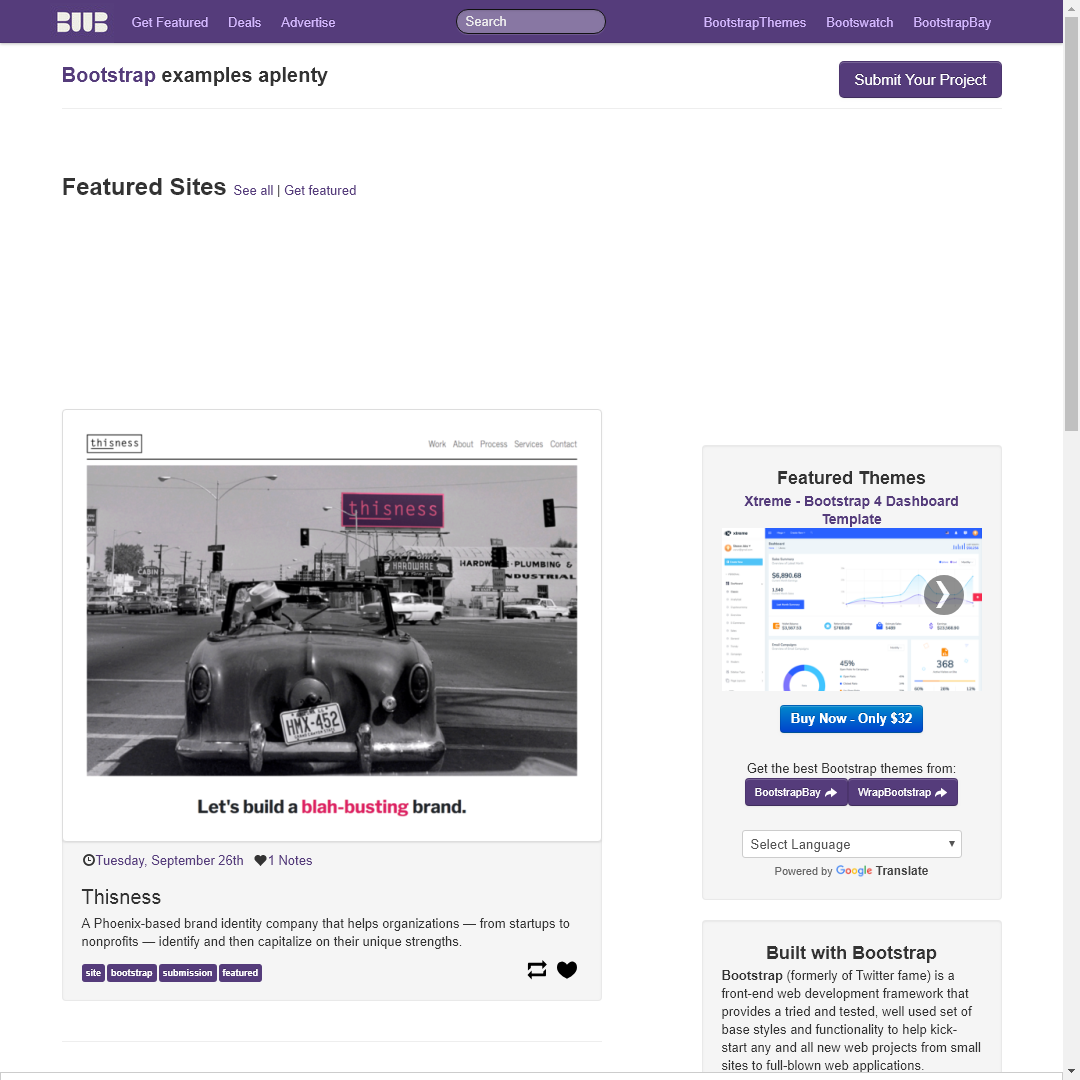 BWB
Get Featured Deals Advertise
Search
BootstrapThemes Bootswatch BootstrapBay
Bootstrap examples aplenty
Submit Your Project
Featured Sites See all | Get featured
thisness
Work About Process Services Contact
thisness
CABIN
HARDWARE
HARDWARE-PLUMBING &
INDUSTRIAL
HMX-452
Let's build a blah-busting brand.
Tuesday, September 26th 1 Notes
Thisness
A Phoenix-based brand identity company that helps organizations — from startups to
nonprofits — identify and then capitalize on their unique strengths.
site bootstrap submission featured
Featured Themes
Xtreme - Bootstrap 4 Dashboard
Template
xtreme
$6,890.68
45%
368
60% 28% 12%
Buy Now - Only $32
Get the best Bootstrap themes from:
BootstrapBay WrapBootstrap
Select Language
Powered by Google Translate
Built with Bootstrap
Bootstrap (formerly of Twitter fame) is a
front-end web development framework that
provides a tried and tested, well used set of
base styles and functionality to help kick-
start any and all new web projects from small
sites to full-blown web applications.